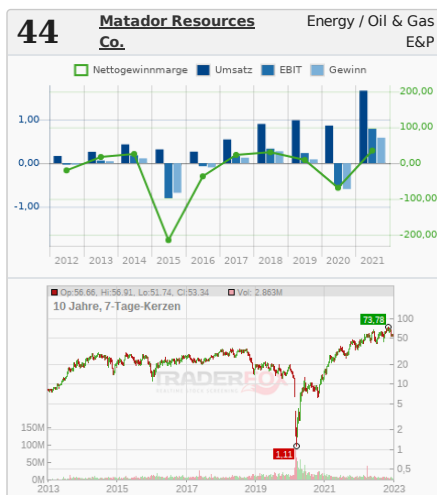 44
Matador Resources
Co.
Energy / Oil & Gas
E&P
Nettogewinnmarge Umsatz EBIT Gewinn
200,00
1,00 100,00
0,00 0,00
-1,00 -100,00
-200,00
2012 2013 2014 2015 2016 2017 2018 2019 2020 2021
Op:56.66, Hi:56.91, Lo:51.74, Cl:53.34 Vol: 2.863M
10 Jahre, 7-Tage-Kerzen
73,78
100
50
20
TRADERFOX
10
5
2
150M
100M 1
1,11
50M 0,5
0M
2013 2015 2017 2019 2021 2023